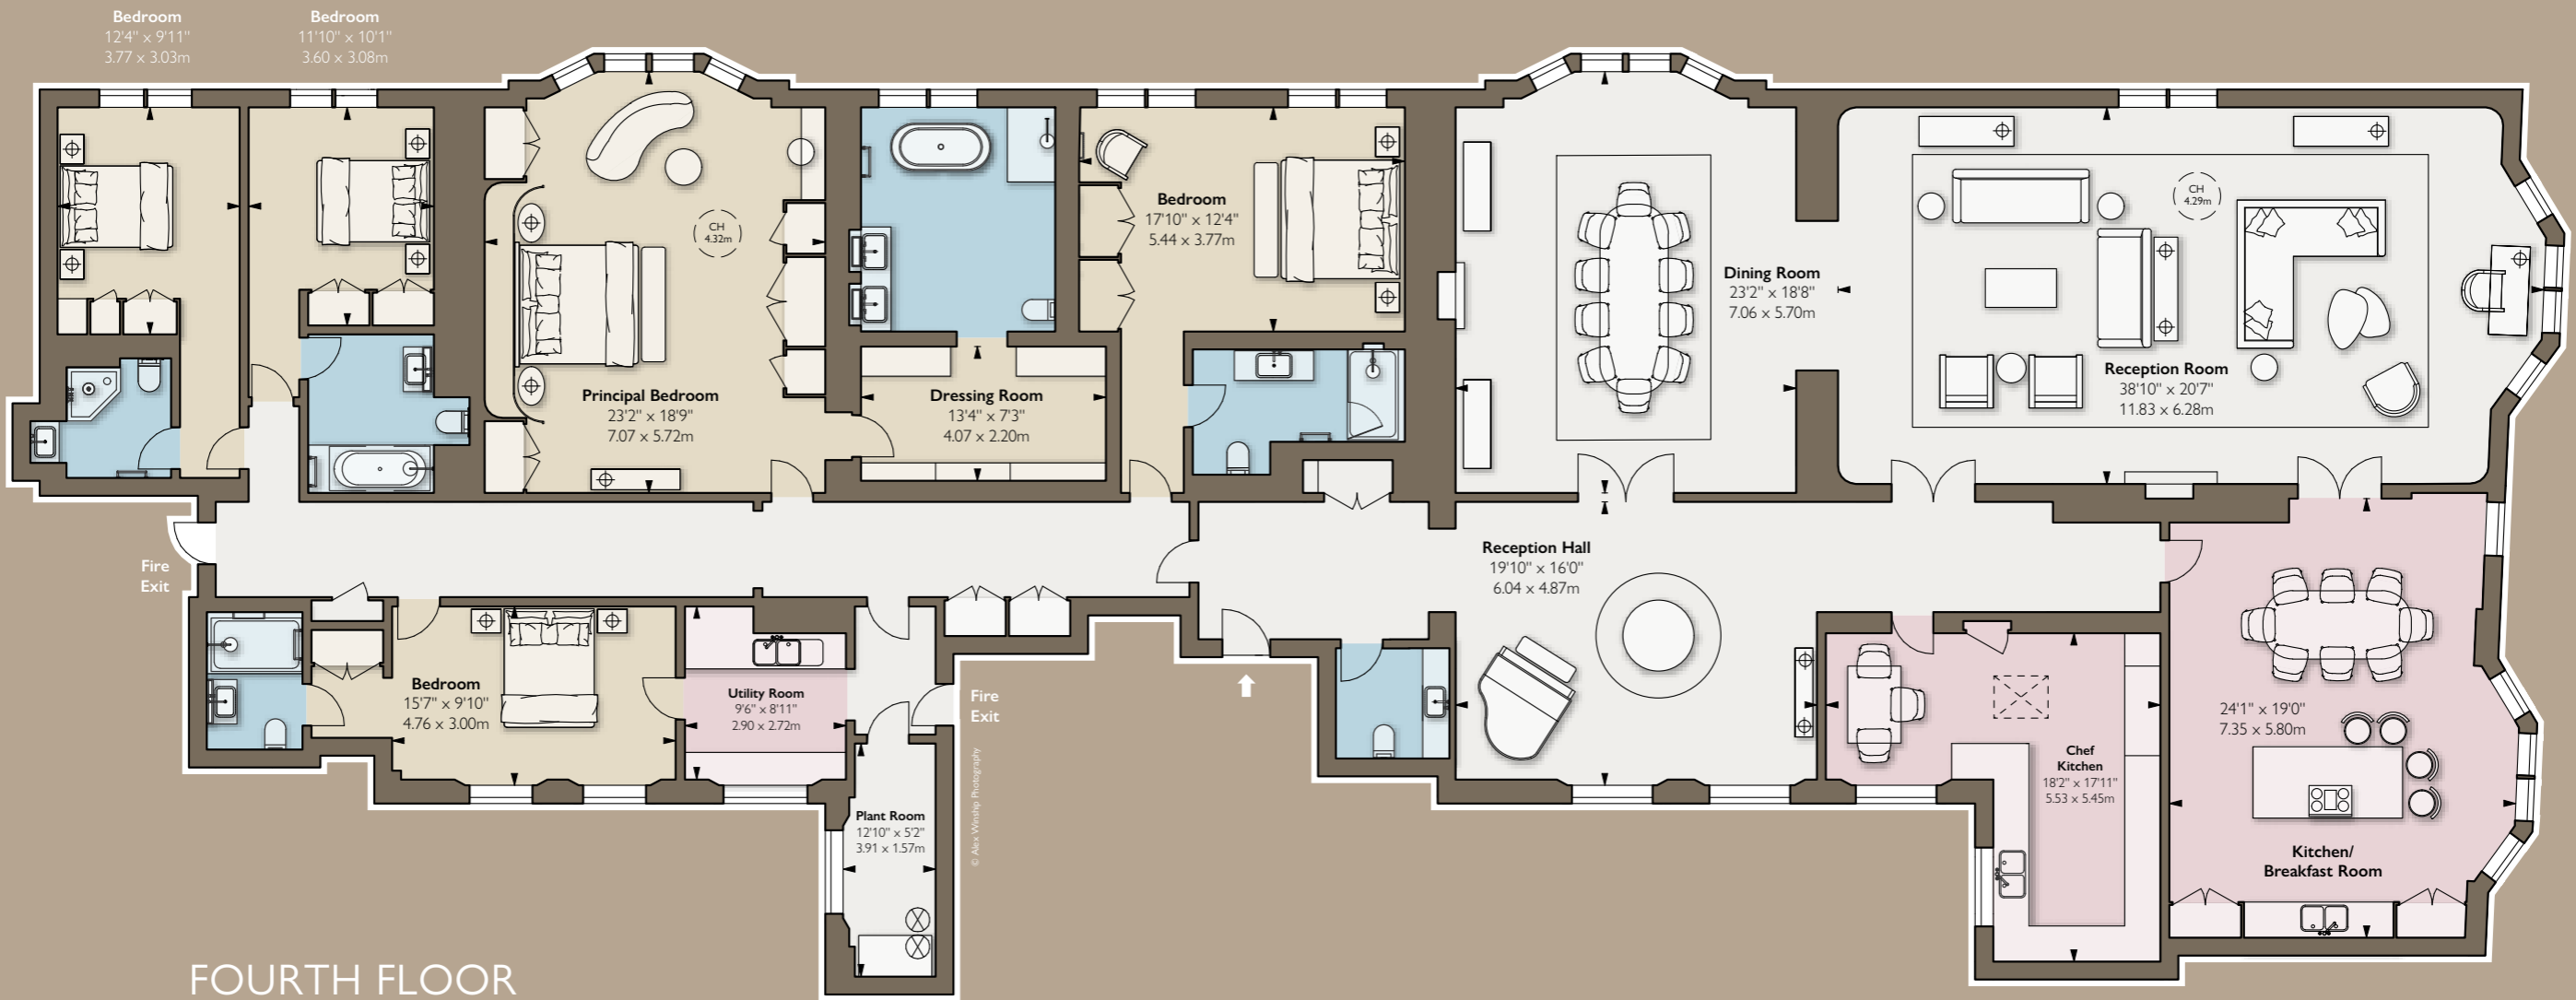 Bedroom
12'4" x 9'11"
3.77 x 3.03m
Bedroom
11'10" x 10'1"
3.60 x 3.08m
CH
4.32m
Principal Bedroom
23'2" x 18'9"
7.07 x 5.72m
Dressing Room
13'4" x 7'3"
4.07 x 2.20m
Bedroom
17'10" x 12'4"
5.44 x 3.77m
Dining Room
23'2" x 18'8"
7.06 x 5.70m
CH
4.29m
Reception Room
38'10" x 20'7"
11.83 x 6.28m
Fire
Exit
Reception Hall
19'10" x 16'0"
6.04 x 4.87m
Bedroom
15'7" x 9'10"
4.76 x 3.00m
Utility Room
9'6" x 8'11"
2.90 x 2.72m
Fire
Exit
© Alex Winship Photography
Plant Room
12'10" x 5'2"
3.91 x 1.57m
Chef
Kitchen
18'2" x 17'11"
5.53 x 5.45m
24'1" x 19'0"
7.35 x 5.80m
Kitchen/
Breakfast Room
FOURTH FLOOR